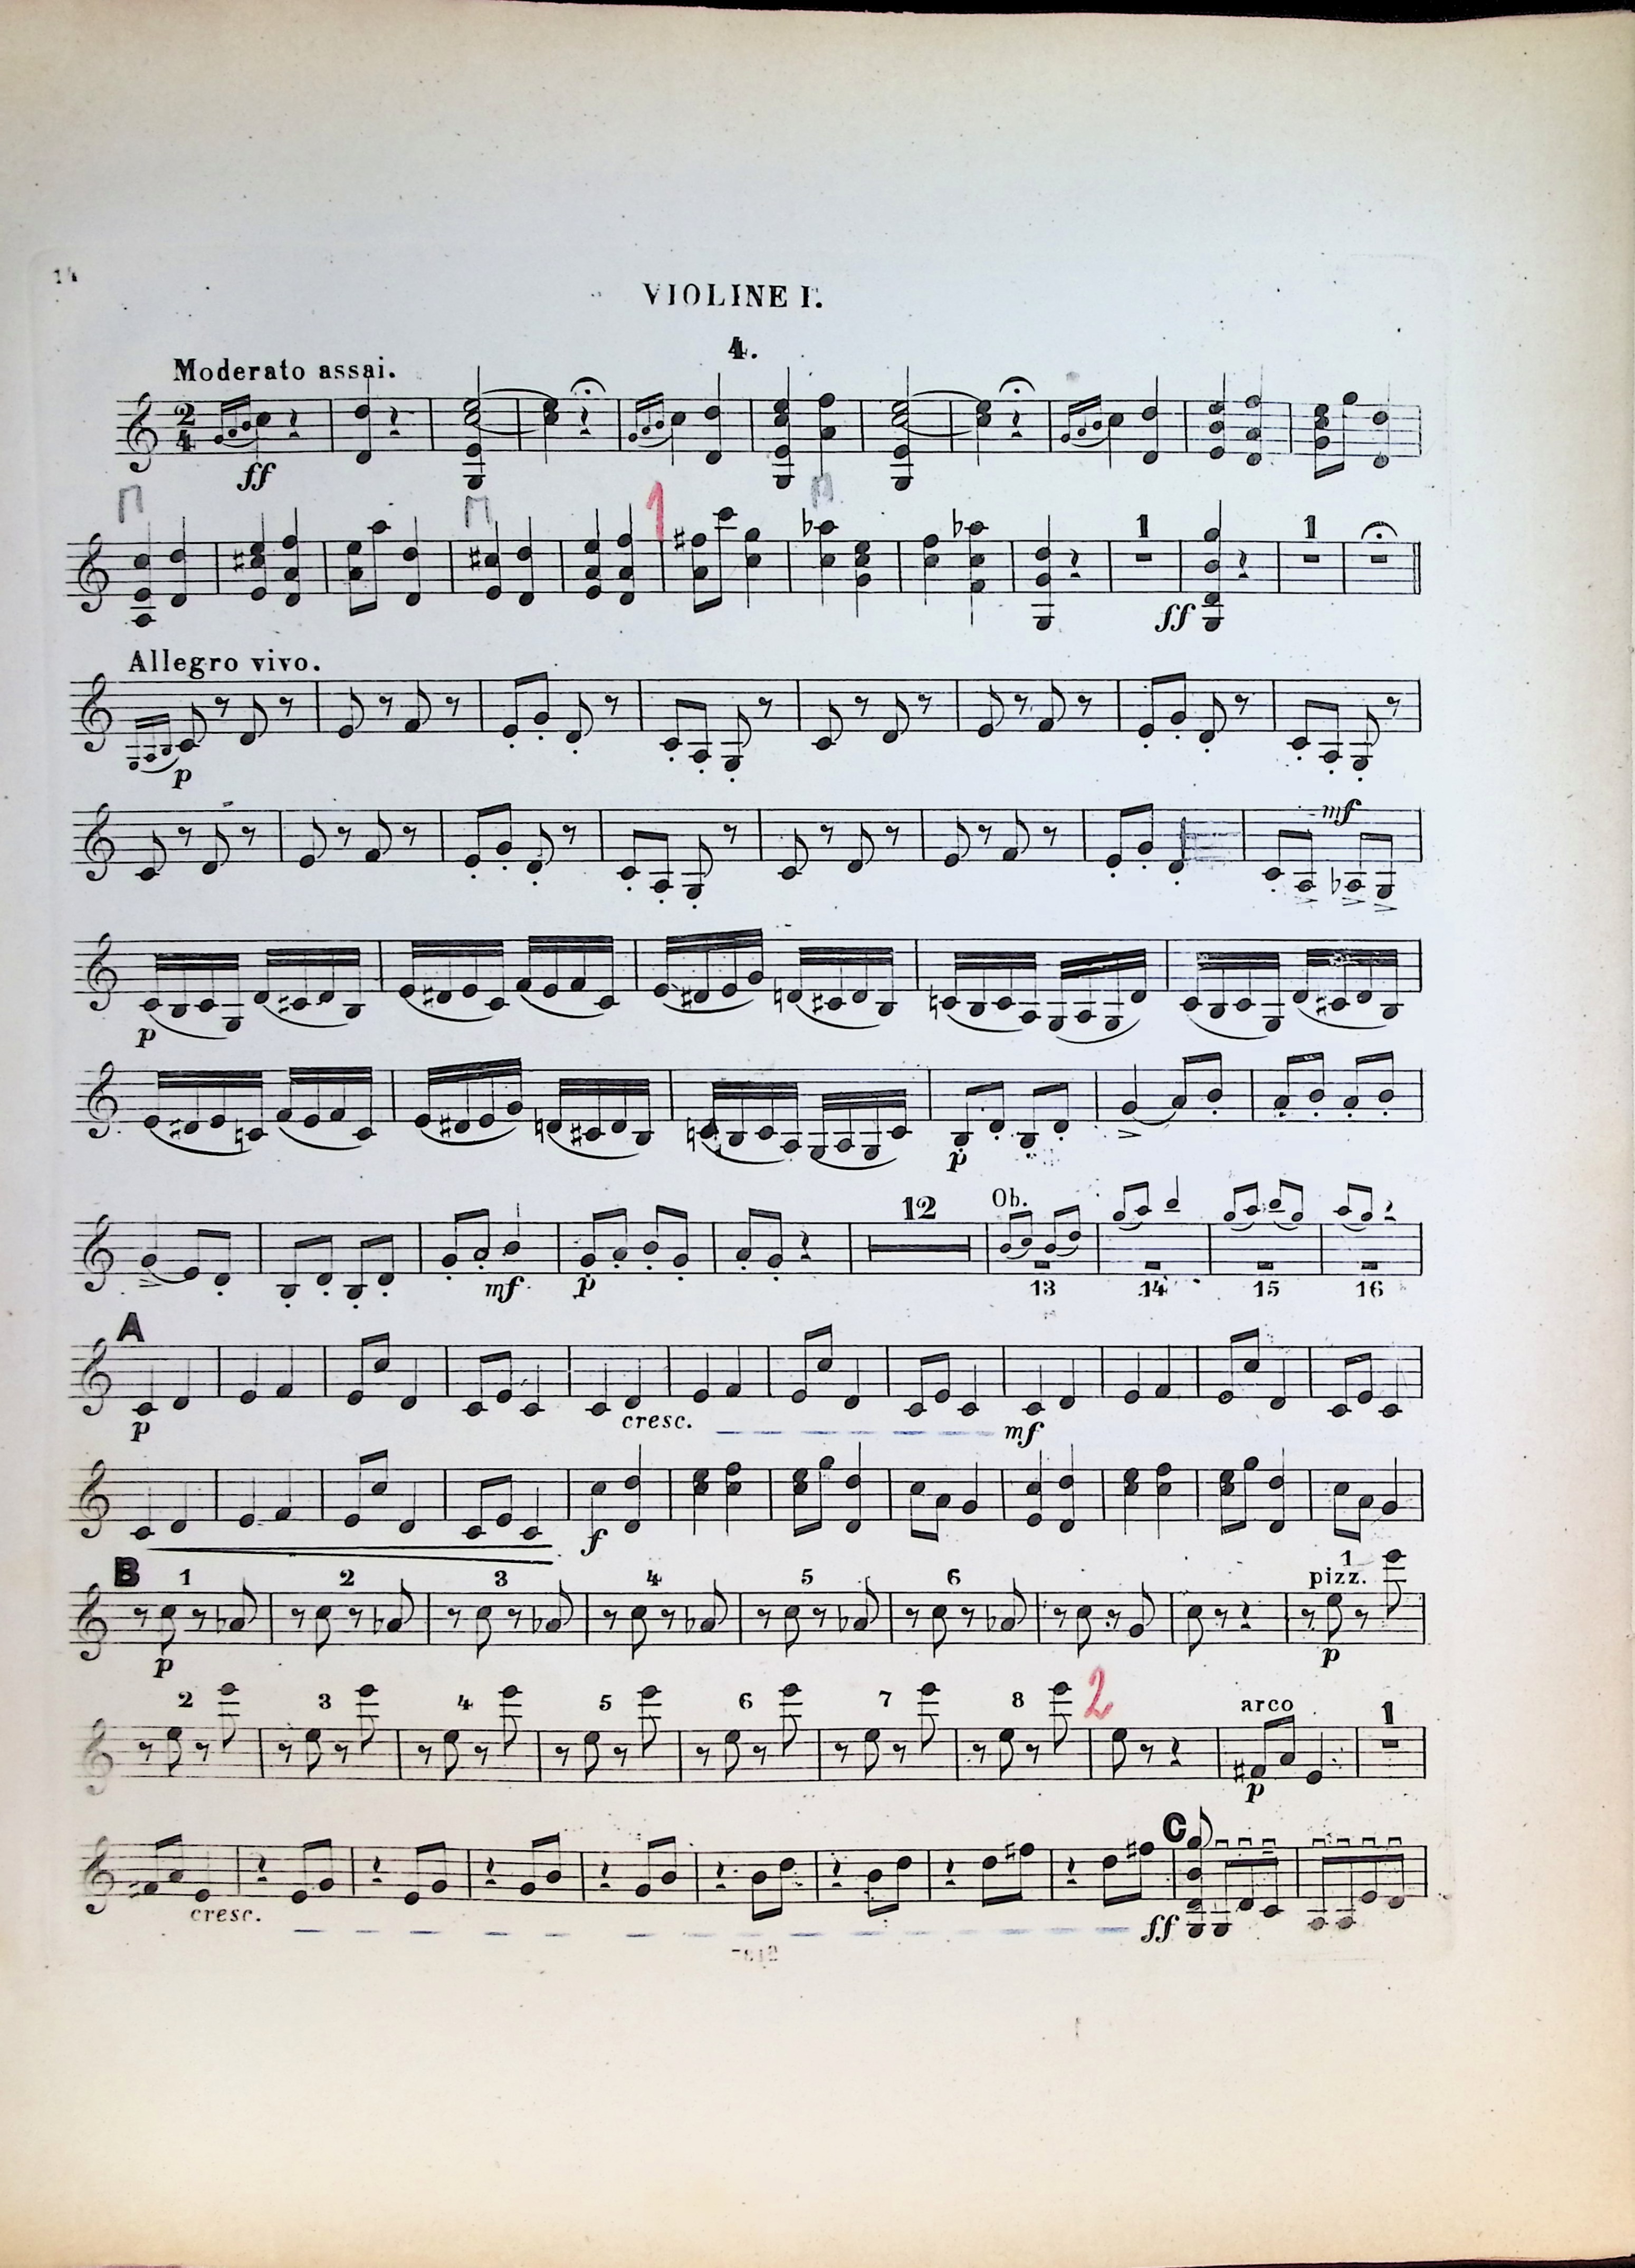 14
VIOLINE I.
4.
Moderato assai.
2
4
ff
1
1 1
ff
Allegro vivo.
p
mf
p
p
12 Ob.
mf p 13 14 15 16
A
p cresc. mf
f
B 1 2 3 4 5 6 pizz. 1
p p
2 3 4 5 6 7 8 2 arco 1
p
C
cresc. ff